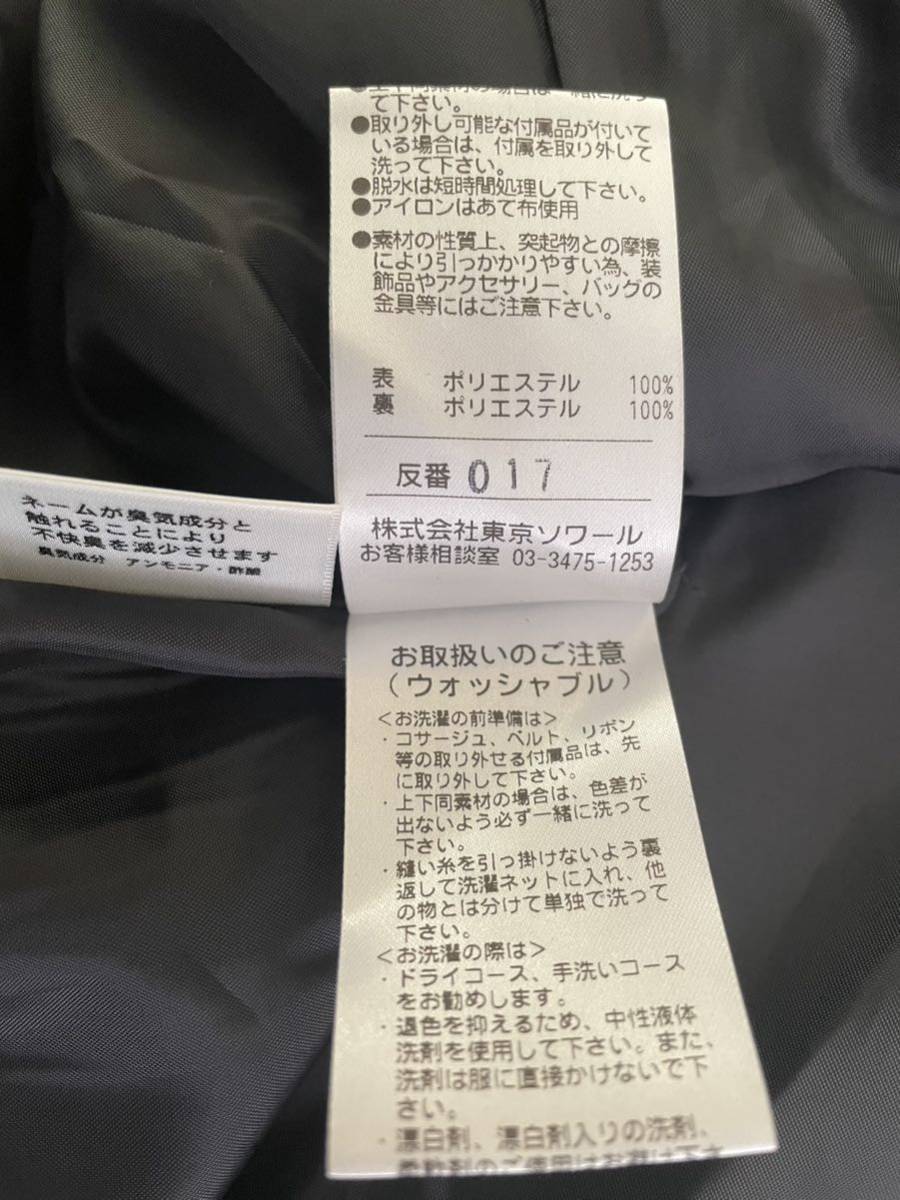 て下さい。
●取り外し可能な付属品が付いて
いる場合は、付属を取り外して
洗って下さい。
●脱水は短時間処理して下さい。
●アイロンはあて布使用
●素材の性質上、突起物との摩擦
により引っかかりやすい為、装
飾品やアクセサリー、バッグの
金具等にはご注意下さい。
表 ポリエステル 100%
裏 ポリエステル 100%
反番 017
株式会社東京ソワール
お客様相談室 03-3475-1253
ネームが臭気成分と
触れることにより
不快臭を減少させます
臭気成分 アンモニア・酢酸
お取扱いのご注意
(ウォッシャブル)
<お洗濯の前準備は>
・コサージュ、ベルト、リボン
等の取り外せる付属品は、先
に取り外して下さい。
・上下同素材の場合は、色差が
出ないよう必ず一緒に洗って
下さい。
・縫い糸を引っ掛けないよう裏
返して洗濯ネットに入れ、他
の物とは分けて単独で洗って
下さい。
<お洗濯の際は>
・ドライコース、手洗いコース
をお勧めします。
・退色を抑えるため、中性液体
洗剤を使用して下さい。また、
洗剤は服に直接かけないで下
さい。
・漂白剤、漂白剤入りの洗剤、
柔軟剤のご使用はお避け下さ